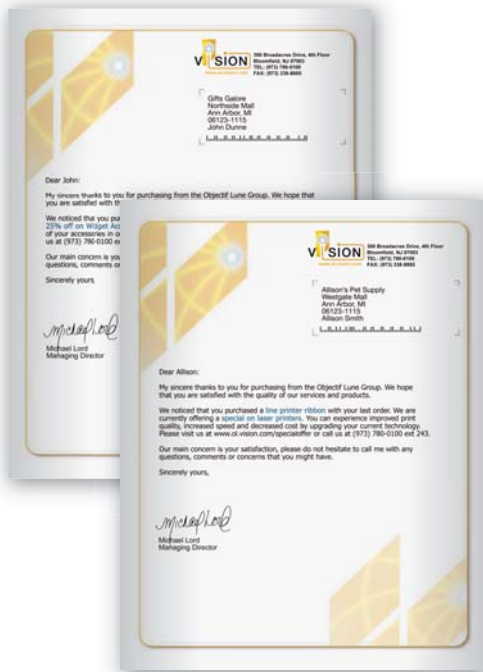 VISION
300 Broadacres Drive, 4th Floor
Bloomfield, NJ 07003
TEL: (973) 780-0100
FAX: (973)
Gifts Galore
Northside Mall
Ann Arbor, MI
06123-1115
John Dunne
Dear John:
My sincere thanks to you for purchasing from the Objectif Lune Group. We hope that
you are satisfied with th
We noticed that you pu
25% off on Widget Ac
of your accessories in o
us at (973) 780-0100 ex
Our main concern is you
questions, comments or
Sincerely yours,
Michael Lord
Michael Lord
Managing Director
VISION
300 Broadacres Drive, 4th Floor
Bloomfield, NJ 07003
TEL: (973) 780-0100
FAX: (973)
Allison's Pet Supply
Westgate Mall
Ann Arbor, MI
06123-1115
Allison Smith
Dear Allison:
My sincere thanks to you for purchasing from the Objectif Lune Group. We hope
that you are satisfied with the quality of our services and products.
We noticed that you purchased a line printer ribbon with your last order. We are
currently offering a special on laser printers. You can experience improved print
quality, increased speed and decreased cost by upgrading your current technology.
Please visit us at www.ol.vision.com/specialoffer or call us at (973) 780-0100 ext 243.
Our main concern is your satisfaction, please do not hesitate to call me with any
questions, comments or concerns that you might have.
Sincerely yours,
Michael Lord
Michael Lord
Managing Director